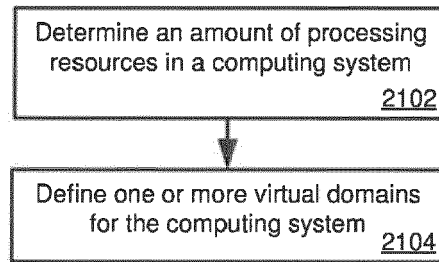 Determine an amount of processing
resources in a computing system
2102
Define one or more virtual domains
for the computing system
2104